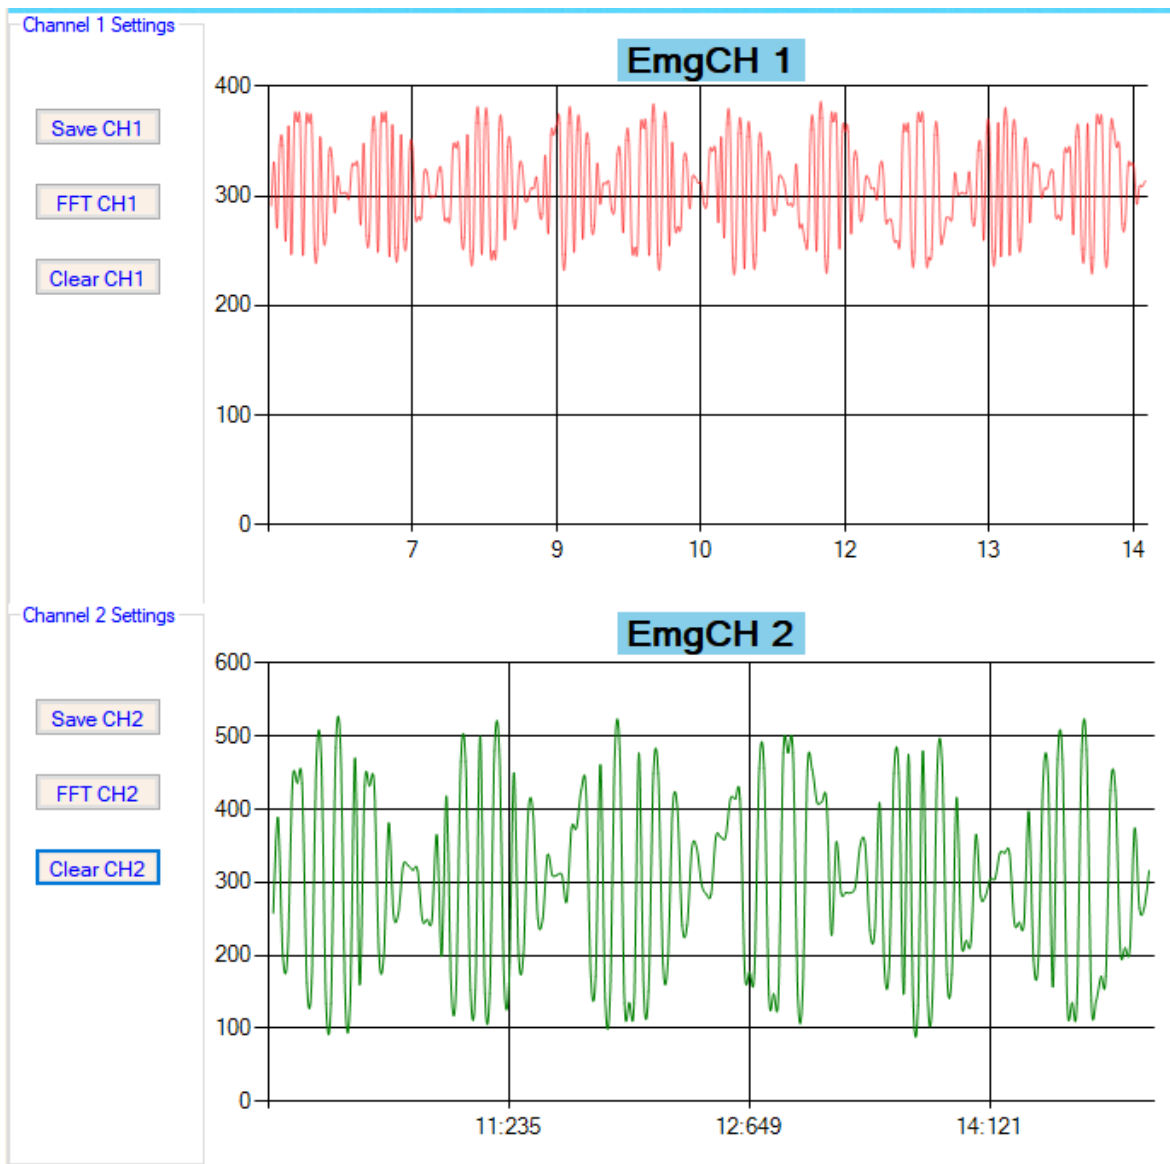 Channel 1 Settings
EmgCH 1
400
Save CH1
300
FFT CH1
Clear CH1
200
100
0
7 9 10 12 13 14
Channel 2 Settings
EmgCH 2
600
Save CH2
500
FFT CH2
400
Clear CH2
300
200
100
0
11:235 12:649 14:121